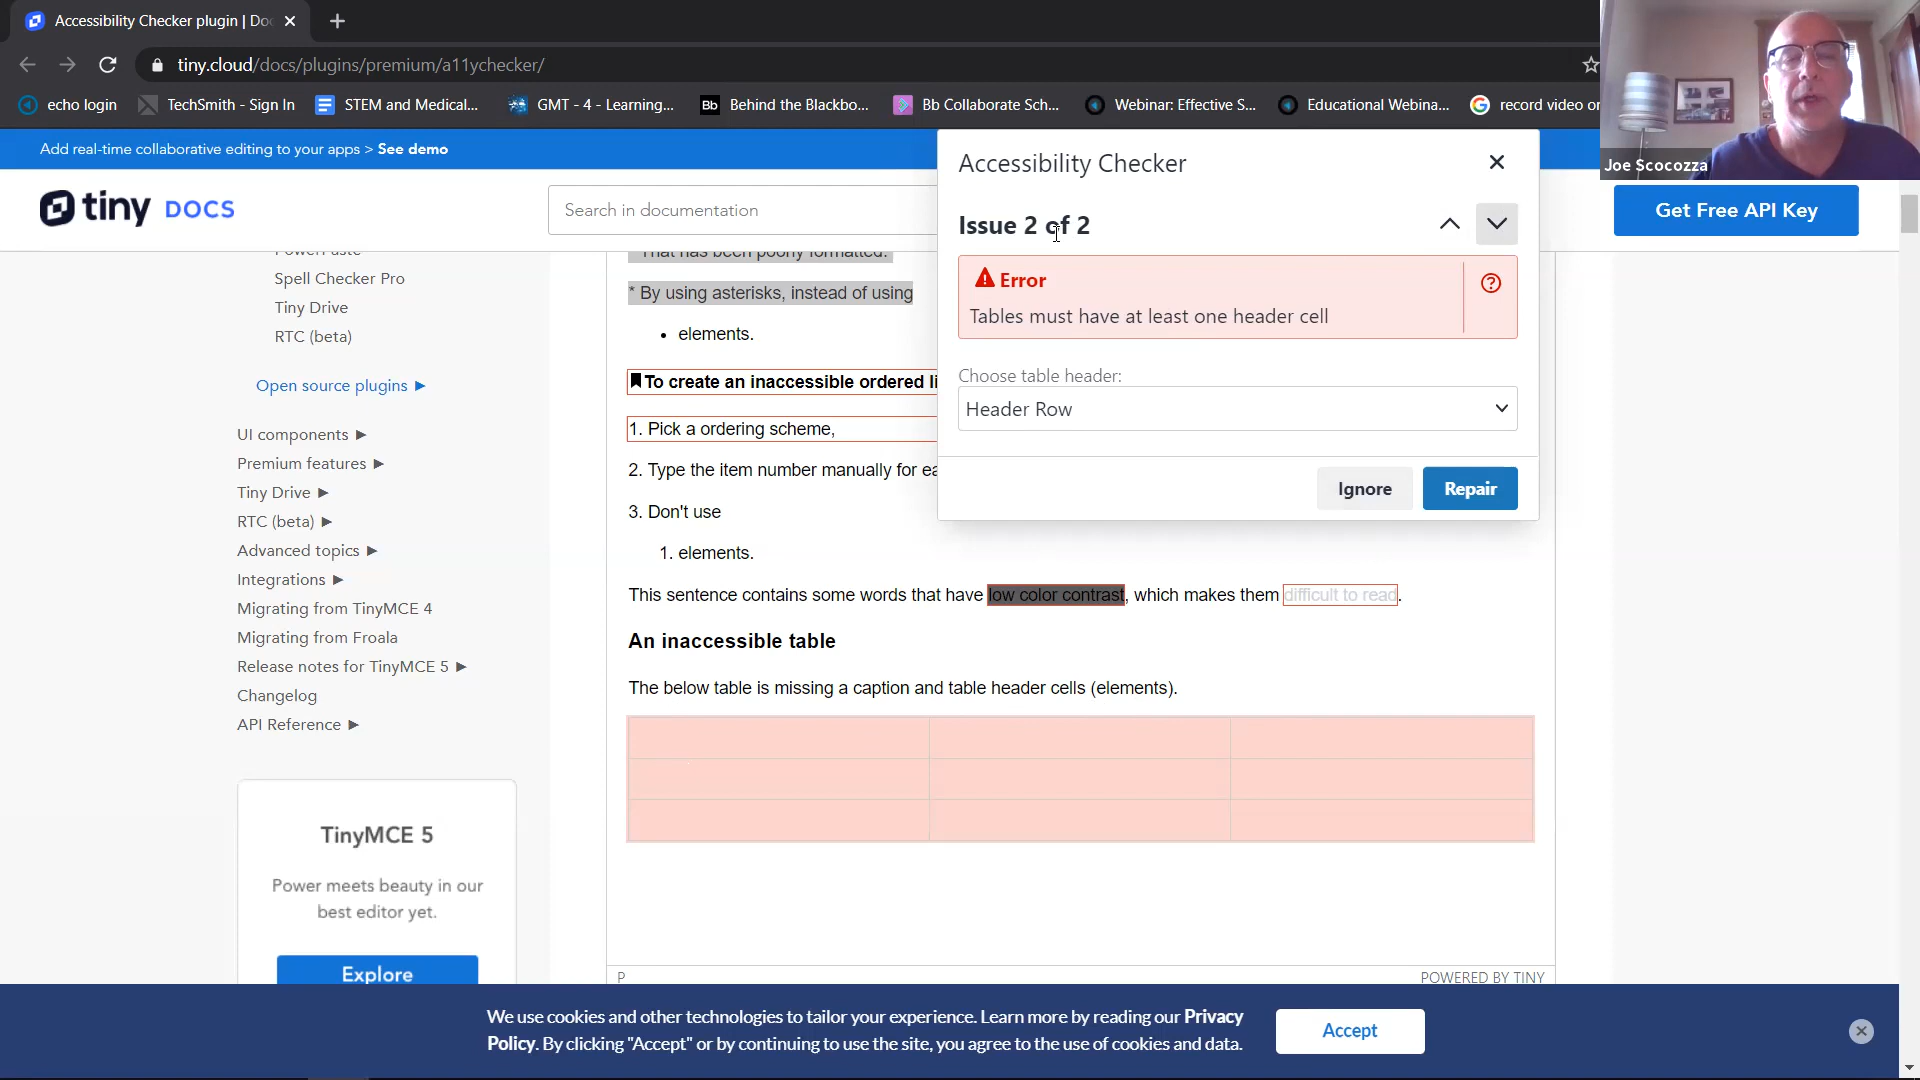 Accessibility Checker plugin | Do
tiny.cloud/docs/plugins/premium/a11ychecker/
echo login
TechSmith - Sign In
STEM and Medical...
GMT - 4 - Learning...
Bb
Behind the Blackbo...
Bb Collaborate Sch...
Webinar: Effective S...
Educational Webina...
record video or
Joe Scocozza
Add real-time collaborative editing to your apps > See demo
tiny DOCS
Search in documentation
Get Free API Key
Spell Checker Pro
Tiny Drive
RTC (beta)
Open source plugins
UI components
Premium features
Tiny Drive
RTC (beta)
Advanced topics
Integrations
Migrating from TinyMCE 4
Migrating from Froala
Release notes for TinyMCE 5
Changelog
API Reference
TinyMCE 5
Power meets beauty in our
best editor yet.
Explore
* That has been poorly formatted.
* By using asterisks, instead of using
• elements.
To create an inaccessible ordered li
1. Pick a ordering scheme,
2. Type the item number manually for ea
3. Don't use
1. elements.
This sentence contains some words that have low color contrast, which makes them difficult to read.
An inaccessible table
The below table is missing a caption and table header cells (elements).
P
POWERED BY TINY
Accessibility Checker
Issue 2 of 2
Error
Tables must have at least one header cell
Choose table header:
Header Row
Ignore
Repair
We use cookies and other technologies to tailor your experience. Learn more by reading our Privacy
Policy. By clicking "Accept" or by continuing to use the site, you agree to the use of cookies and data.
Accept